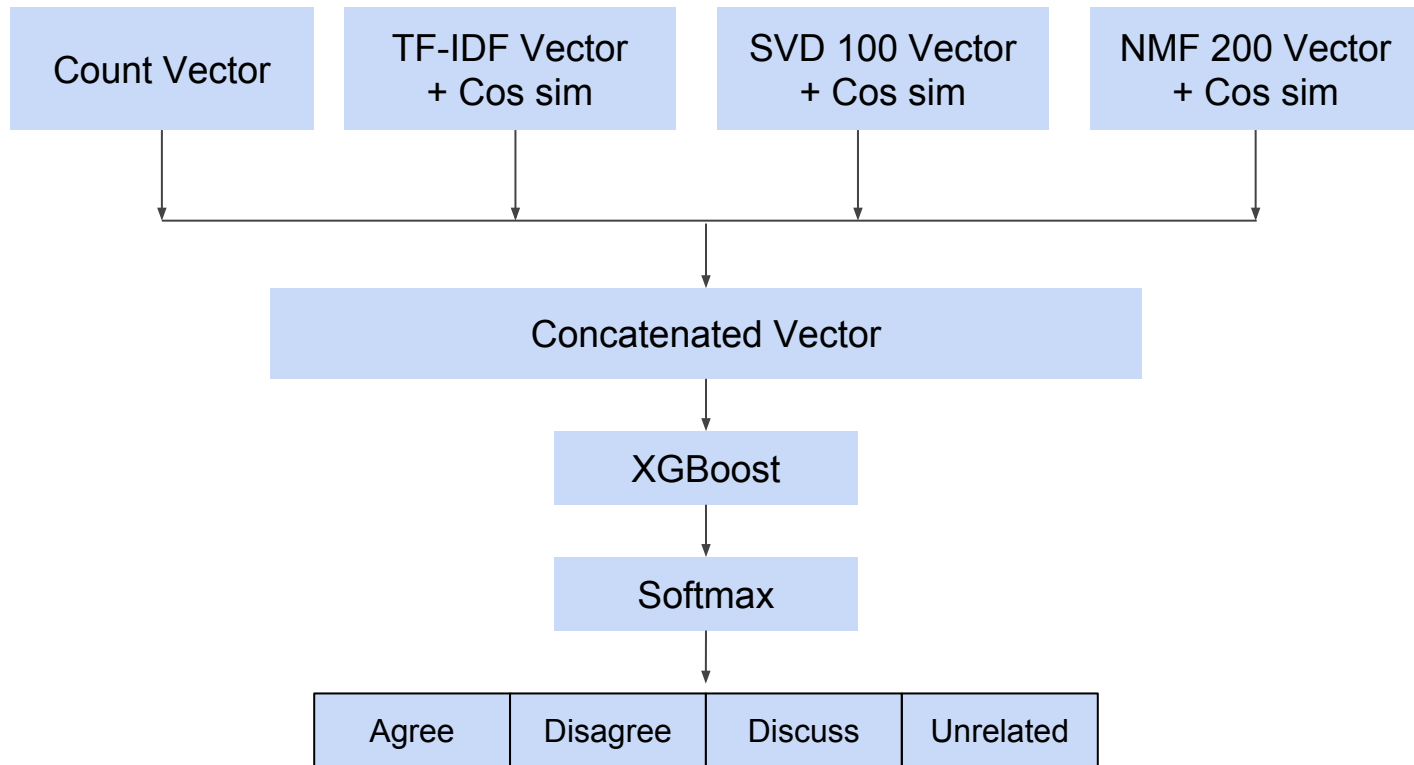 Count Vector
TF-IDF Vector
+ Cos sim
SVD 100 Vector
+ Cos sim
NMF 200 Vector
+ Cos sim
Concatenated Vector
XGBoost
Softmax
Agree
Disagree
Discuss
Unrelated